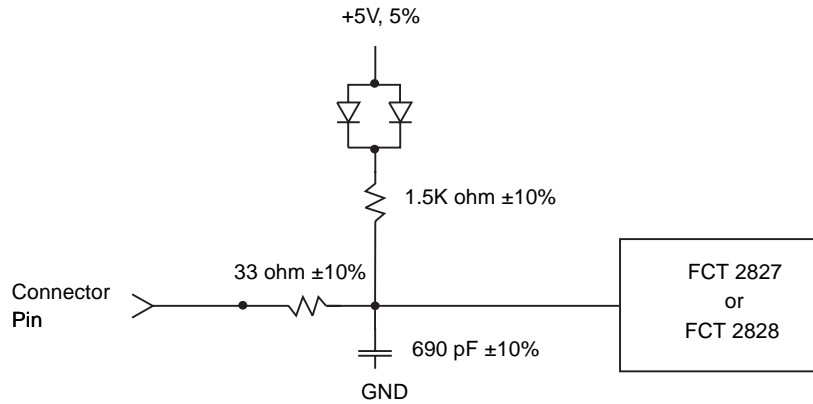 +5V, 5%
1.5K ohm ±10%
33 ohm ±10%
Connector
Pin
FCT 2827
or
FCT 2828
690 pF ±10%
GND